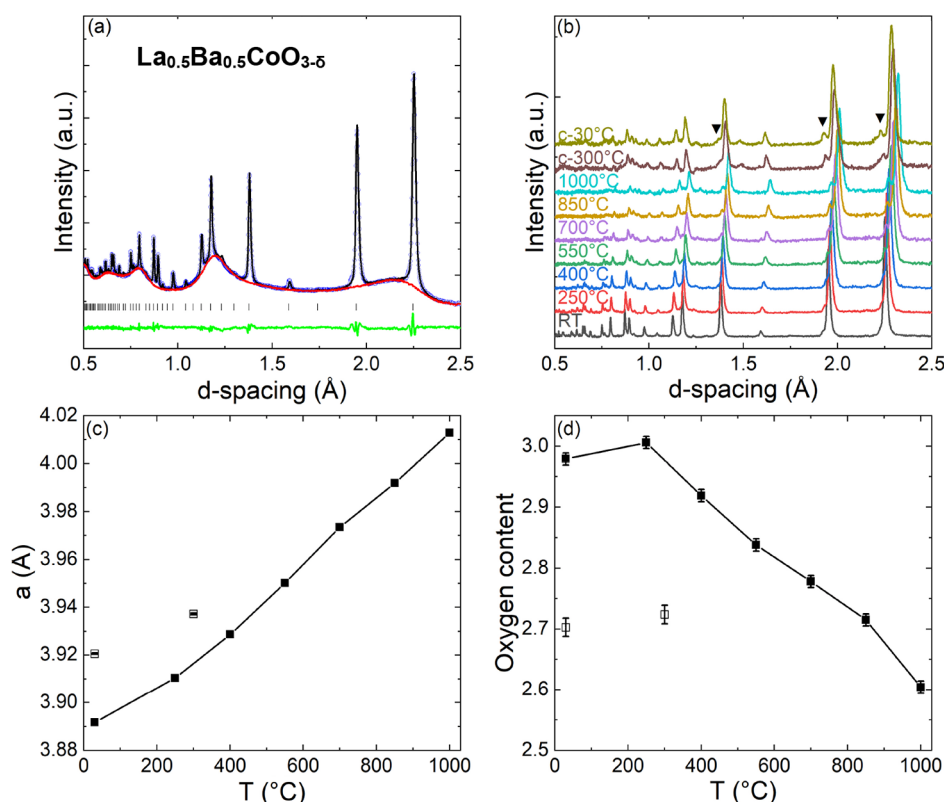 (a)
La0.5Ba0.5CoO3-δ
Intensity (a.u.)
0.5 1.0 1.5 2.0 2.5
d-spacing (Å)
(b)
Intensity (a.u.)
c-30°C
c-300°C
1000°C
850°C
700°C
550°C
400°C
250°C
RT
0.5 1.0 1.5 2.0 2.5
d-spacing (Å)
(c)
a (A)
4.02
4.00
3.98
3.96
3.94
3.92
3.90
3.88
0 200 400 600 800 1000
T (°C)
(d)
Oxygen content
3.0
2.9
2.8
2.7
2.6
2.5
0 200 400 600 800 1000
T (°C)